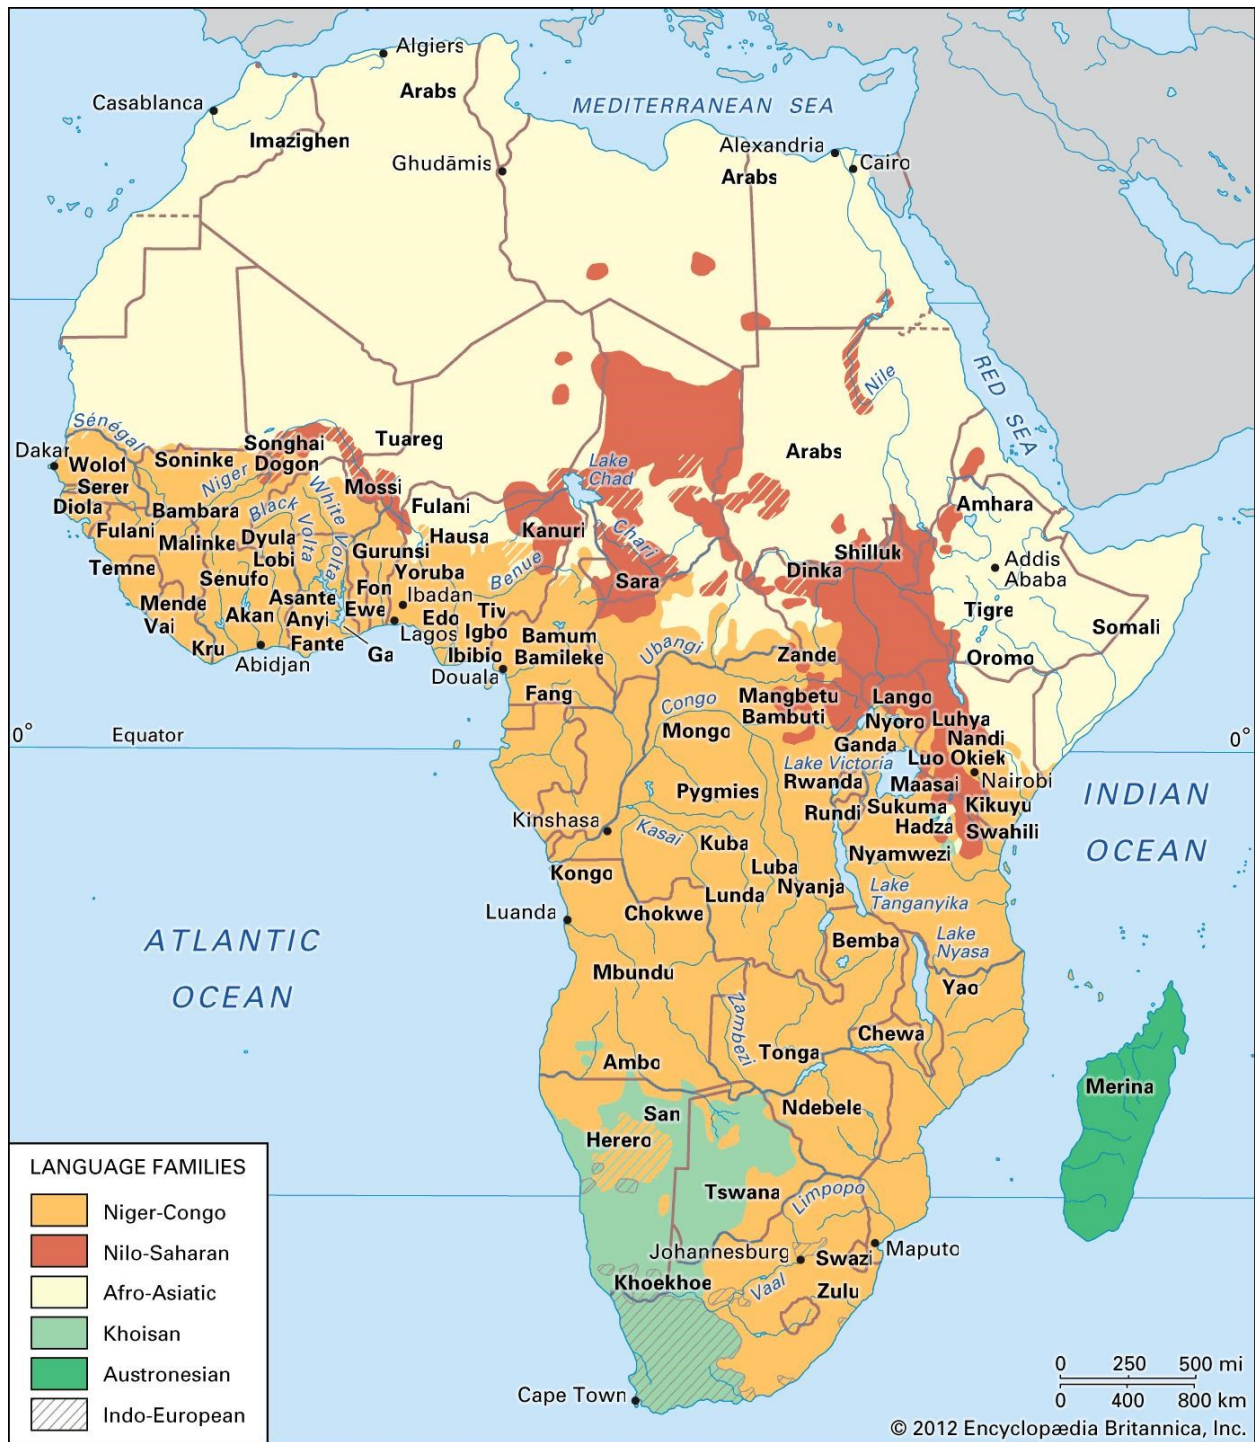 Algiers
Arabs
Casablanca
MEDITERRANEAN SEA
Imazighen
Alexandria
Ghudāmis
Cairo
Arabs
RED SEA
Nile
Sénégal
Dakar
Songhai
Tuareg
Wolof
Soninke
Dogon
Arabs
Lake
Chad
Serer
Niger
Mossi
Diola
Bambara
Black Volta
White Volta
Fulani
Amhara
Fulani
Malinke
Dyula
Hausa
Kanuri
Chari
Lobi
Gurunsi
Shilluk
Addis
Ababa
Temne
Senufo
Yoruba
Benue
Sara
Dinka
Fon
Ibadan
Mende
Akan
Asante
Ewe
Edo
Tiv
Tigre
Vai
Anyi
Lagos
Igbo
Bamum
Somali
Kru
Fante
Ga
Ibibio
Bamileke
Ubangi
Zande
Oromo
Abidjan
Douala
Fang
Congo
Mangbetu
Lango
Bambuti
Nyoro
Luhya
0°
Equator
Mongo
Ganda
Nandi
0°
Lake Victoria
Luo
Okiek
Rwanda
Maasai
Nairobi
Pygmies
INDIAN
OCEAN
Rundi
Sukuma
Kikuyu
Kinshasa
Kasai
Hadza
Swahili
Kuba
Nyamwezi
Kongo
Luba
Lunda
Nyanja
Lake
Tanganyika
Luanda
Chokwe
ATLANTIC
OCEAN
Bemba
Lake
Nyasa
Mbundu
Yao
Zambezi
Chewa
Ambo
Tonga
Merina
San
Ndebele
Herero
Tswana
Limpopo
Johannesburg
Swazi
Maputo
Khoekhoe
Vaal
Zulu
Cape Town
LANGUAGE FAMILIES
Niger-Congo
Nilo-Saharan
Afro-Asiatic
Khoisan
Austronesian
Indo-European
0 250 500 mi
0 400 800 km
© 2012 Encyclopædia Britannica, Inc.